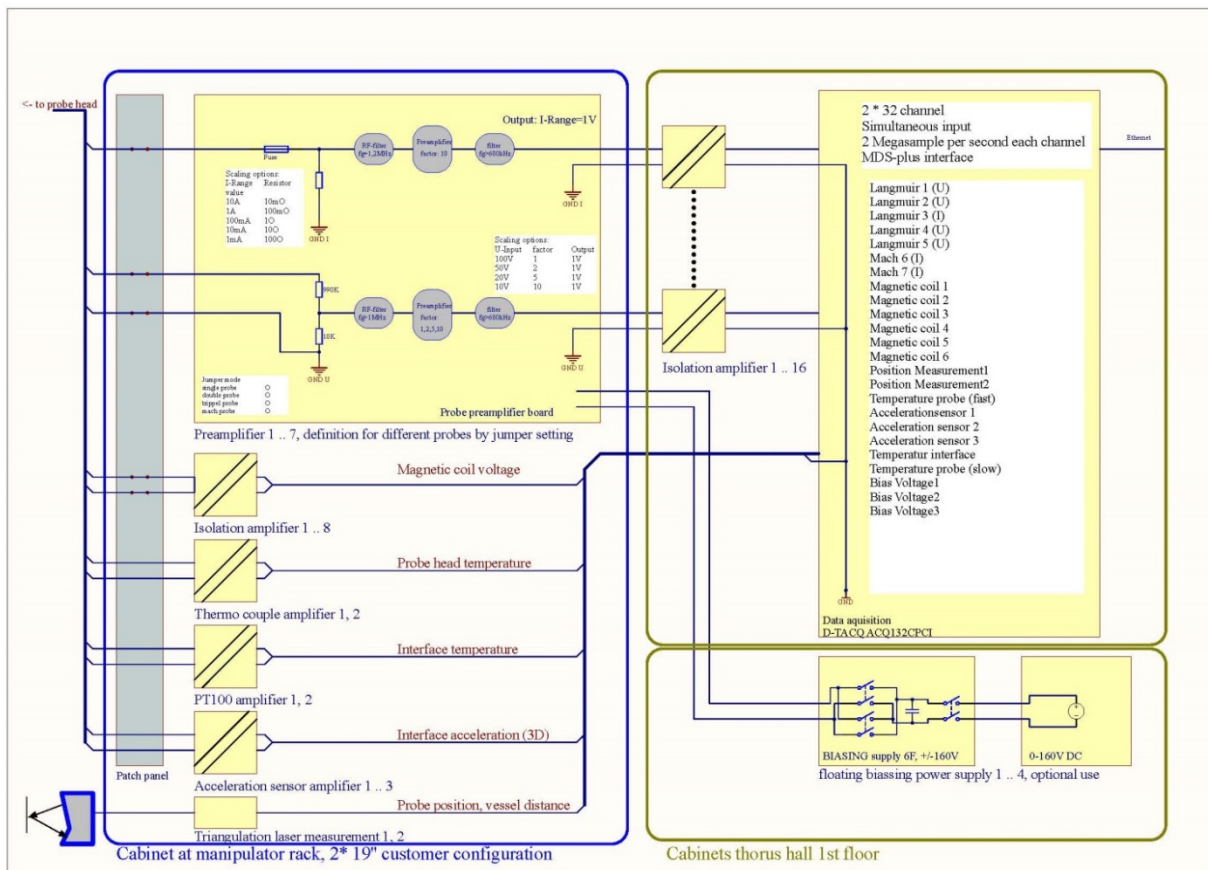 <- to probe head
Output: I-Range=1V
Fuse
RF-filter
fg=1,2MHz
Preamplifier
factor: 10
filter
fg>600kHz
Scaling options:
I-Range Resistor
value
10A 10mO
1A 100mO
100mA 1O
10mA 10O
1mA 100O
GND I
GND I
Scaling options:
U-Input factor Output
100V 1 1V
50V 2 1V
20V 5 1V
10V 10 1V
990K
10K
RF-filter
fg=1MHz
Preamplifier
factor:
1,2,5,10
filter
fg>600kHz
GND U
GND U
Jumper mode
single probe O
double probe O
trippel probe O
mach probe O
Probe preamplifier board
Preamplifier 1 .. 7, definition for different probes by jumper setting
Magnetic coil voltage
Isolation amplifier 1 .. 8
Probe head temperature
Thermo couple amplifier 1, 2
Interface temperature
PT100 amplifier 1, 2
Interface acceleration (3D)
Patch panel
Acceleration sensor amplifier 1 .. 3
Probe position, vessel distance
Triangulation laser measurement 1, 2
Cabinet at manipulator rack, 2* 19" customer configuration
Isolation amplifier 1 .. 16
2 * 32 channel
Simultaneous input
2 Megasample per second each channel
MDS-plus interface
Ethernet
Langmuir 1 (U)
Langmuir 2 (U)
Langmuir 3 (I)
Langmuir 4 (U)
Langmuir 5 (U)
Mach 6 (I)
Mach 7 (I)
Magnetic coil 1
Magnetic coil 2
Magnetic coil 3
Magnetic coil 4
Magnetic coil 5
Magnetic coil 6
Position Measurement1
Position Measurement2
Temperature probe (fast)
Accelerationsensor 1
Acceleration sensor 2
Acceleration sensor 3
Temperatur interface
Temperature probe (slow)
Bias Voltage1
Bias Voltage2
Bias Voltage3
GND
Data aquisition
D-TACQ ACQ132CPCI
BIASING supply 6F, +/-160V
0-160V DC
floating biassing power supply 1 .. 4, optional use
Cabinets thorus hall 1st floor